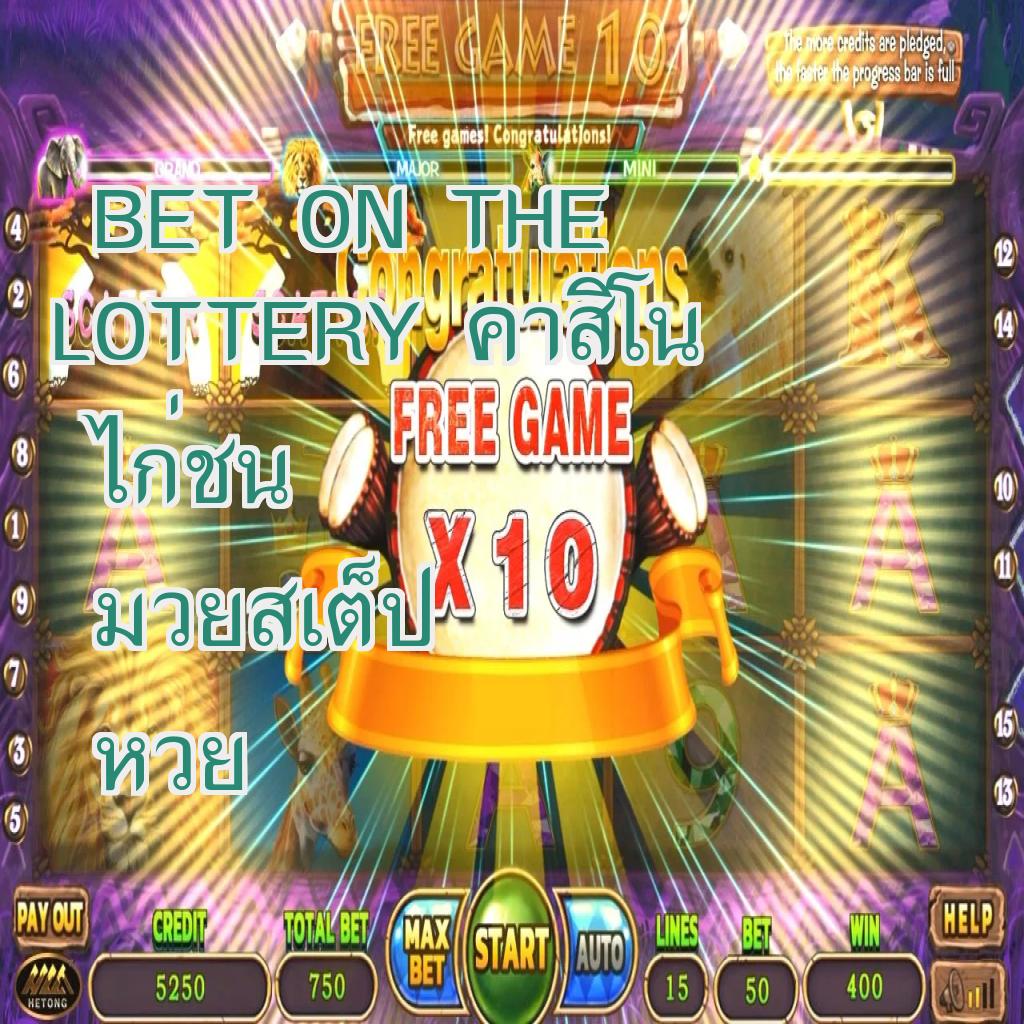 FREE GAME 10
The more credits are pledged,
the faster the progress bar is full
Free games! Congratulations!
GRAND MAJOR MINI
BET ON THE
Congratulations
LOTTERY คาสิโน
FREE GAME
ไก่ชน
X10
มวยสเต็ป
หวย
4
2
6
8
1
9
7
3
5
12
14
10
11
15
13
K
A A
A A
9
PAY OUT
CREDIT TOTAL BET MAX BET START AUTO LINES BET WIN
HELP
HETONG
5250 750 15 50 400